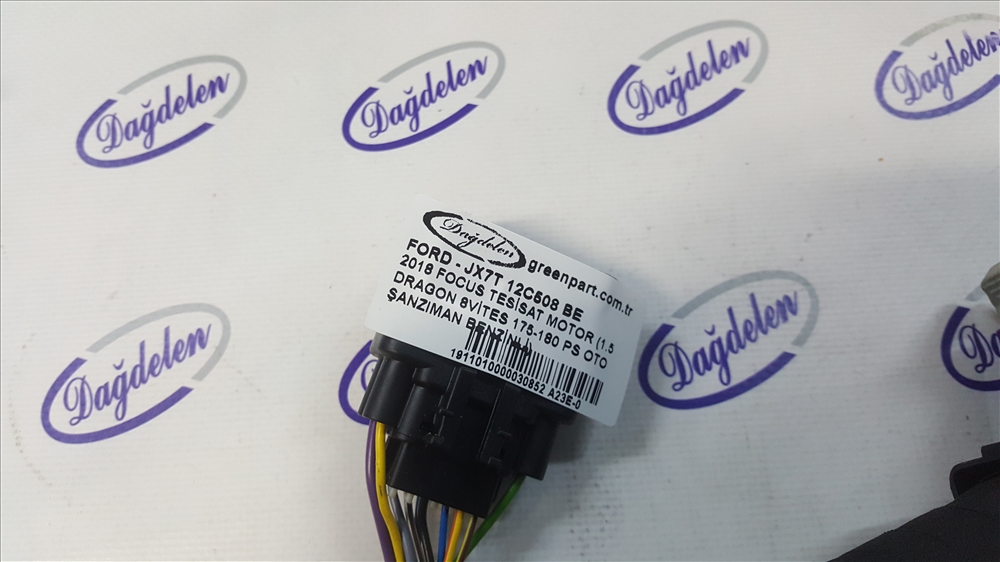 Dağdelen
Dağdelen
Dağdelen
Dağdelen
Dağdelen
greenpart.com.tr
FORD - JX7T 12C508 BE
2018 FOCUS TESİSAT MOTOR (1.5
DRAGON 8VİTES 175-180 PS OTO
ŞANZIMAN BENZİNLİ)
1911010000030852 A23E-0
Dağdelen
Dağdelen
Dağdelen